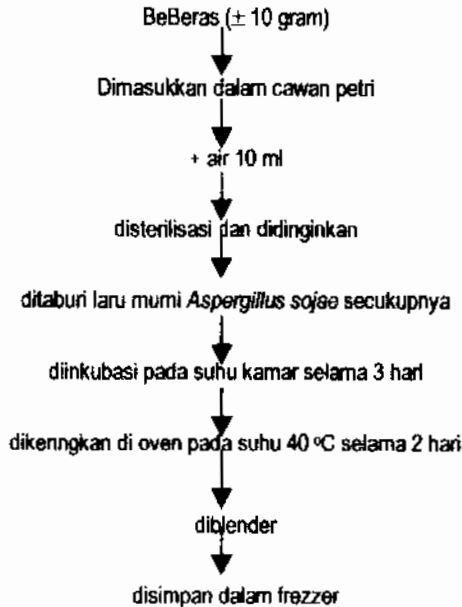 BeBeras (± 10 gram)
Dimasukkan dalam cawan petri
+ air 10 ml
disterilisasi dan didinginkan
ditaburi laru murni Aspergillus sojae secukupnya
diinkubasi pada suhu kamar selama 3 hari
dikeringkan di oven pada suhu 40 ºC selama 2 hari
diblender
disimpan dalam frezzer